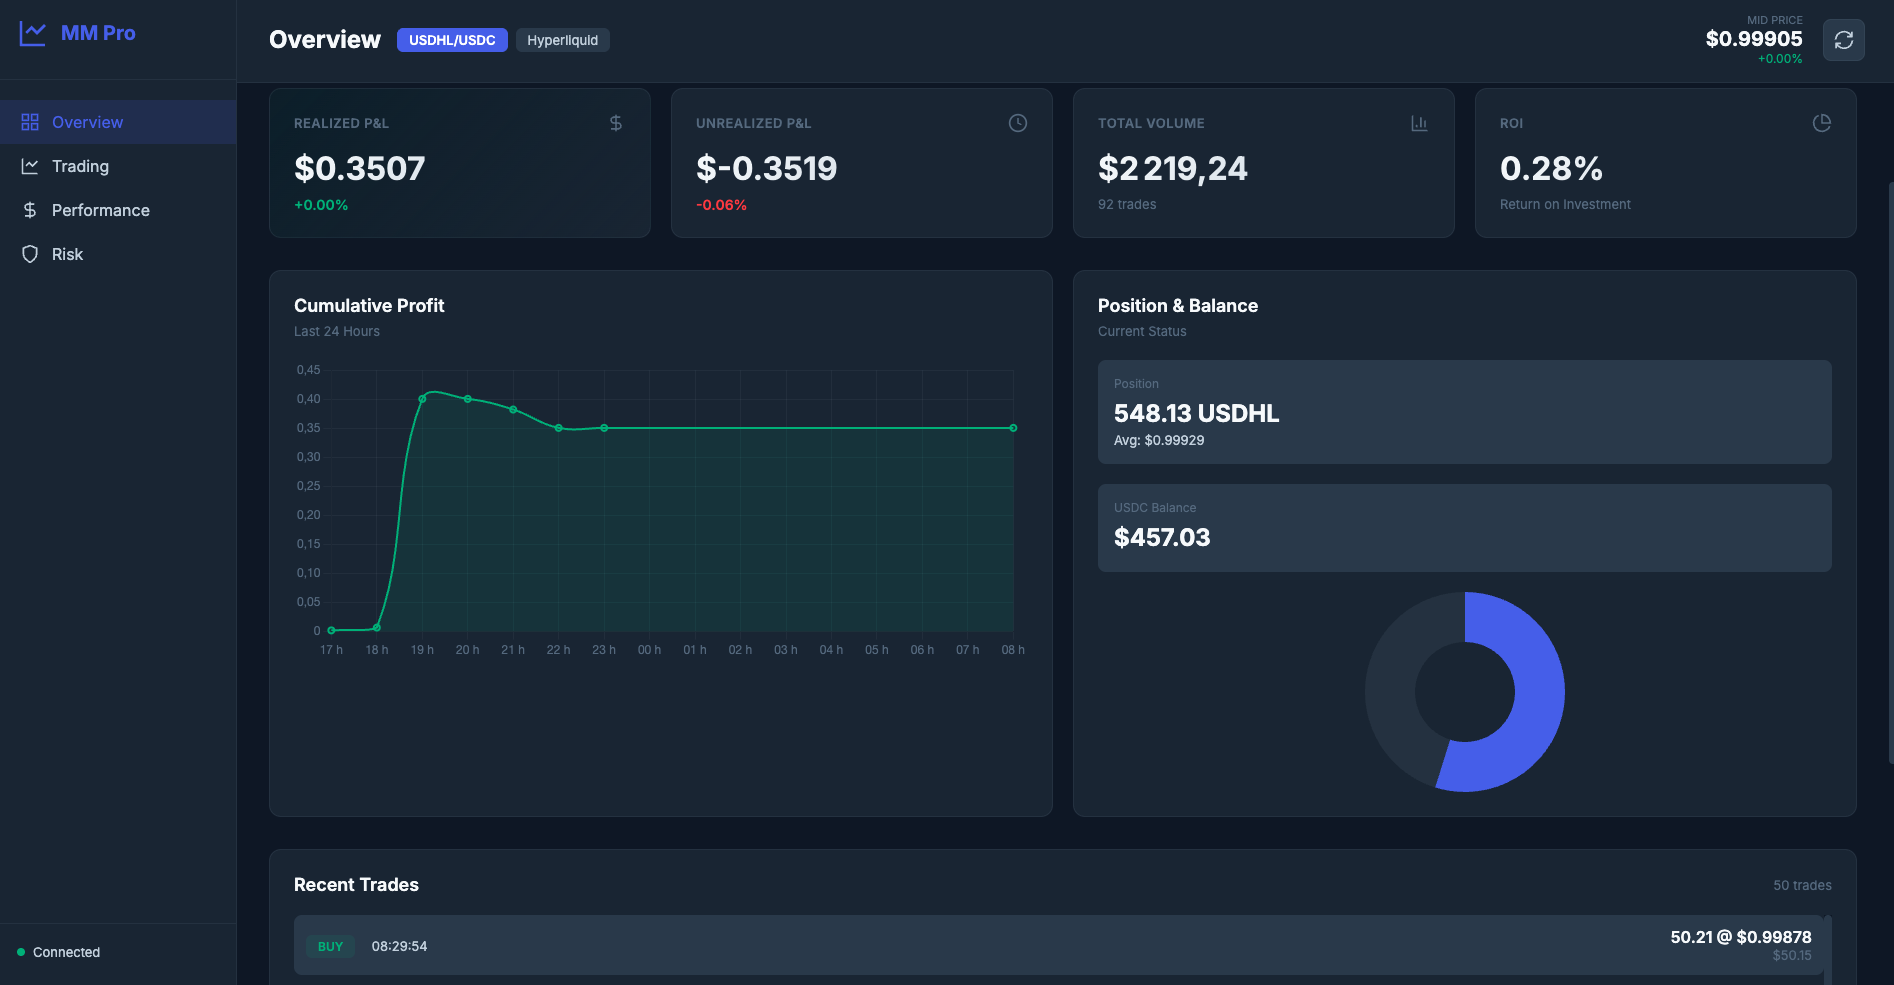 MM Pro
Overview
Trading
Performance
Risk
Connected
Overview
USDHL/USDC
Hyperliquid
MID PRICE
$0.99905
+0.00%
REALIZED P&L
$0.3507
+0.00%
UNREALIZED P&L
$-0.3519
-0.06%
TOTAL VOLUME
$2 219,24
92 trades
ROI
0.28%
Return on Investment
Cumulative Profit
Last 24 Hours
0,45
0,40
0,35
0,30
0,25
0,20
0,15
0,10
0,05
0
17 h 18 h 19 h 20 h 21 h 22 h 23 h 00 h 01 h 02 h 03 h 04 h 05 h 06 h 07 h 08 h
Position & Balance
Current Status
Position
548.13 USDHL
Avg: $0.99929
USDC Balance
$457.03
Recent Trades
50 trades
BUY 08:29:54
50.21 @ $0.99878
$50.15